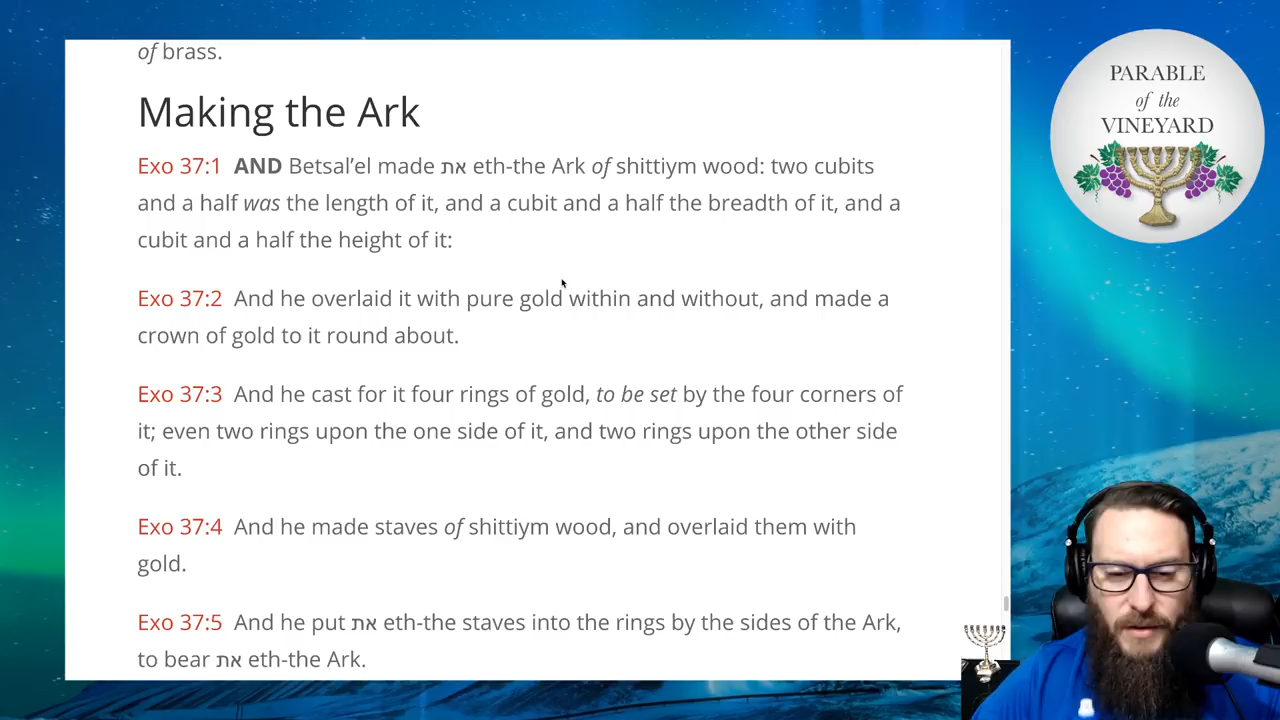 of brass.
Making the Ark
Exo 37:1 AND Betsal’el made את eth-the Ark of shittiym wood: two cubits
and a half was the length of it, and a cubit and a half the breadth of it, and a
cubit and a half the height of it:
Exo 37:2 And he overlaid it with pure gold within and without, and made a
crown of gold to it round about.
Exo 37:3 And he cast for it four rings of gold, to be set by the four corners of
it; even two rings upon the one side of it, and two rings upon the other side
of it.
Exo 37:4 And he made staves of shittiym wood, and overlaid them with
gold.
Exo 37:5 And he put את eth-the staves into the rings by the sides of the Ark,
to bear את eth-the Ark.
PARABLE
of the
VINEYARD